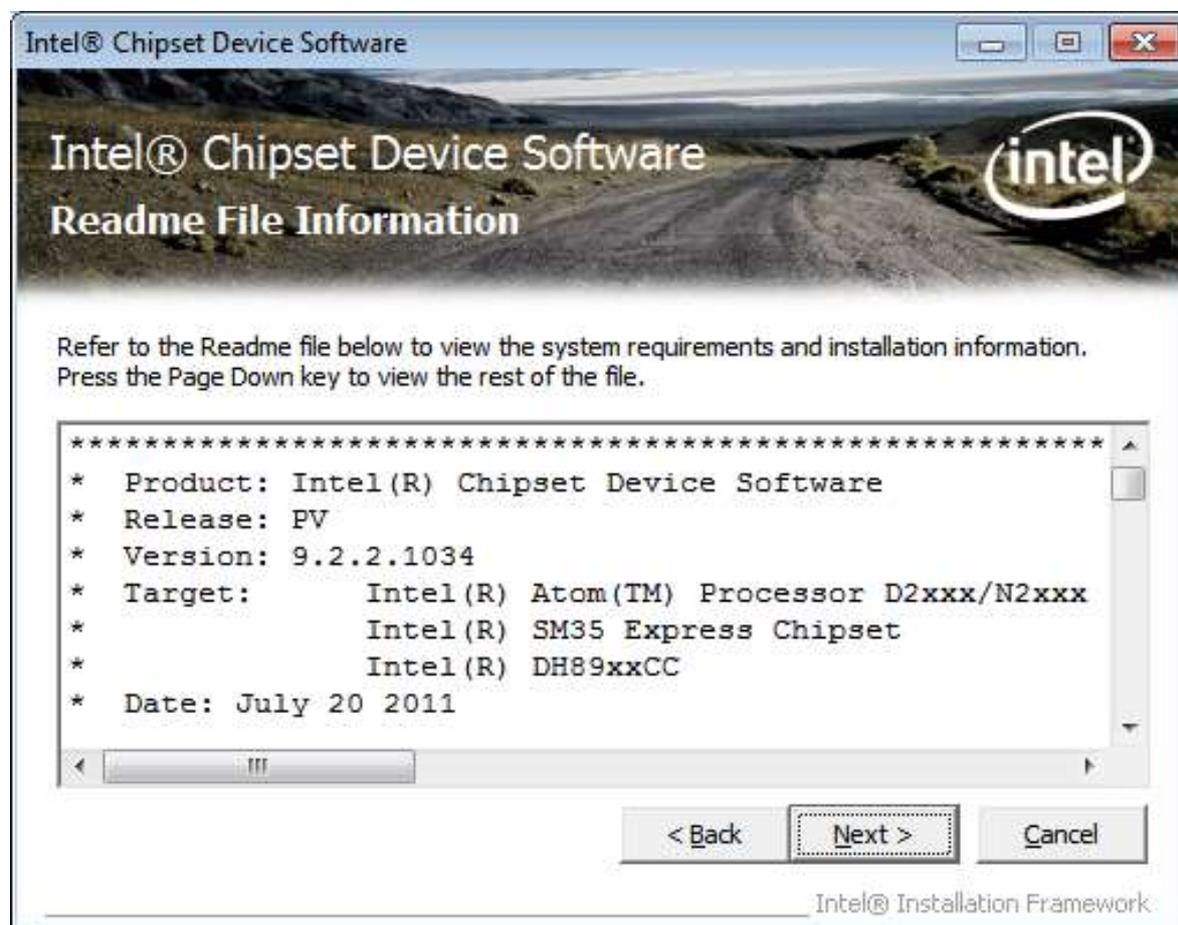 Intel® Chipset Device Software
Intel® Chipset Device Software
intel
Readme File Information
Refer to the Readme file below to view the system requirements and installation information.
Press the Page Down key to view the rest of the file.
********************************************************
* Product: Intel(R) Chipset Device Software
* Release: PV
* Version: 9.2.2.1034
* Target: Intel(R) Atom(TM) Processor D2xxx/N2xxx
* Intel(R) SM35 Express Chipset
* Intel(R) DH89xxCC
* Date: July 20 2011
< Back Next > Cancel
Intel® Installation Framework